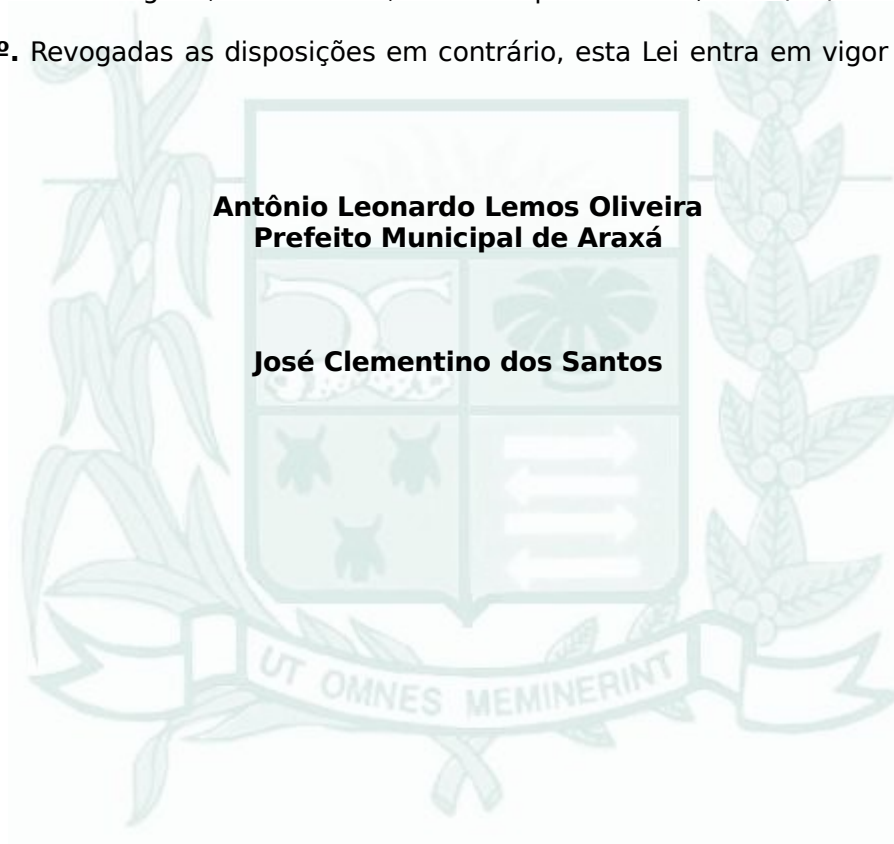 º. Revogadas as disposições em contrário, esta Lei entra em vigor
Antônio Leonardo Lemos Oliveira
Prefeito Municipal de Araxá
José Clementino dos Santos
UT OMNES MEMINERINT